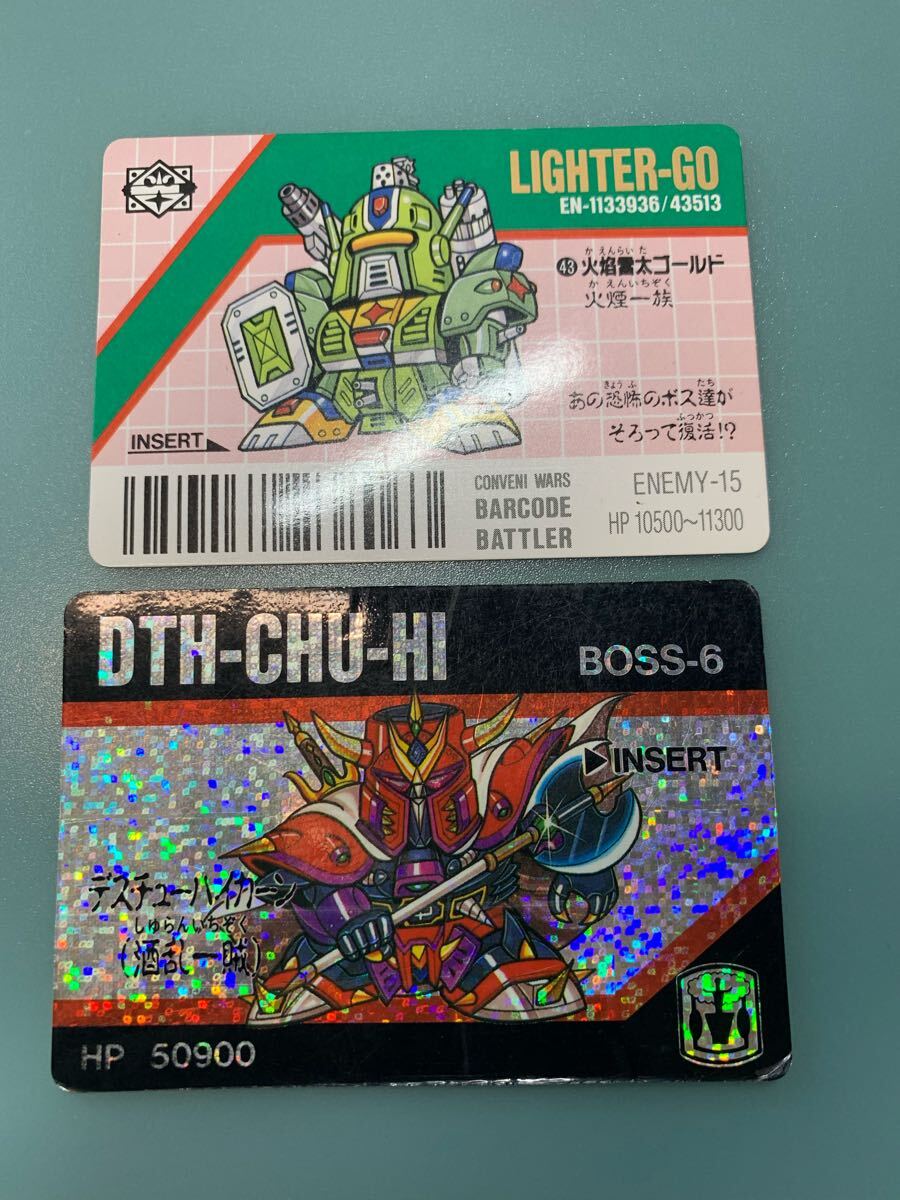 LIGHTER-GO
EN-1133936/43513
か えんらい た
㊸火焰雷太ゴールド
か えんいちぞく
火煙一族
きょう ふ たち
あの恐怖のボス達が
ふっかつ
そろって復活!?
INSERT
CONVENI WARS
BARCODE
BATTLER
ENEMY-15
HP 10500~11300
DTH-CHU-HI
BOSS-6
INSERT
デスチューハイカーン
しゅらんいちぞく
(酒乱一賊)
HP 50900